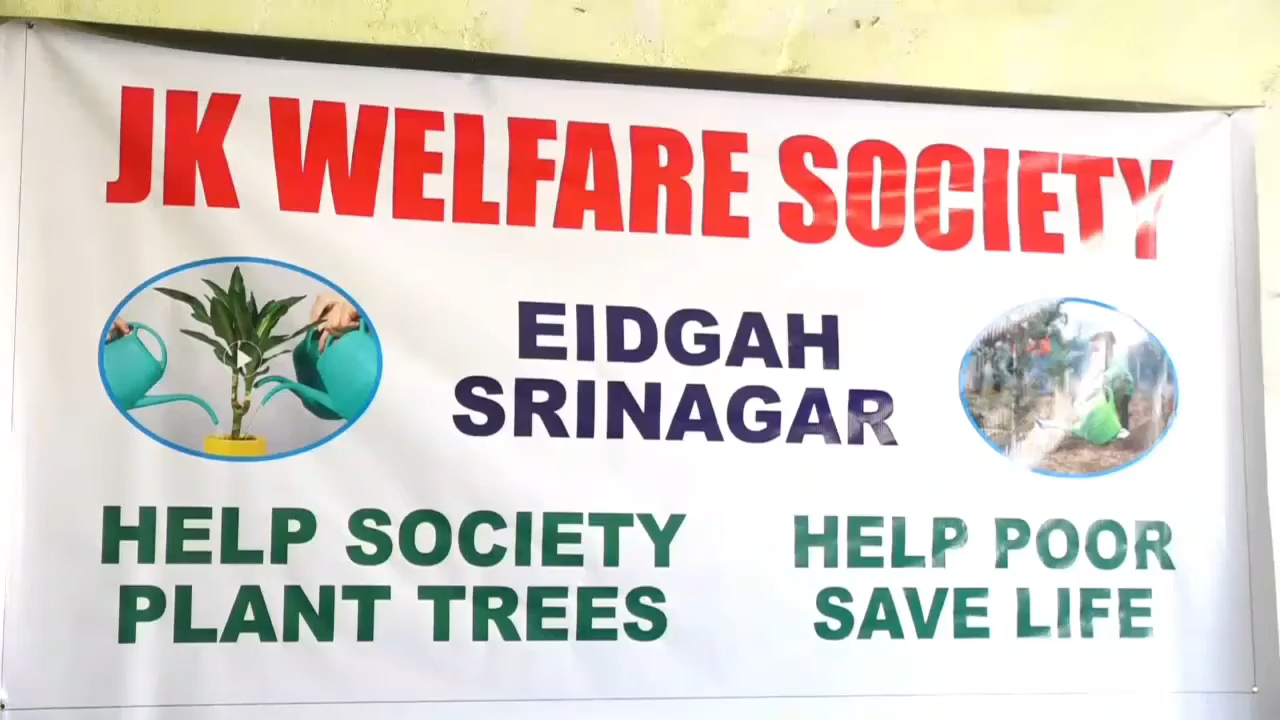 JK WELFARE SOCIETY
EIDGAH
SRINAGAR
HELP SOCIETY
PLANT TREES
HELP POOR
SAVE LIFE